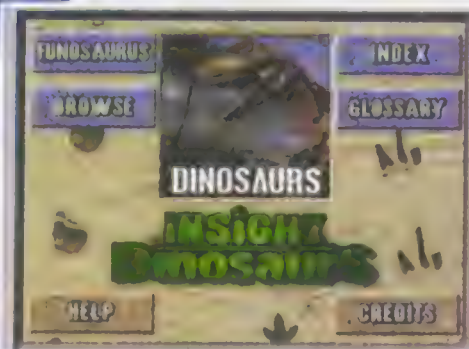 FUNOSAURUS
INDEX
BROWSE
GLOSSARY
DINOSAURS
INSIGHT
DINOSAURS
HELP
CREDITS